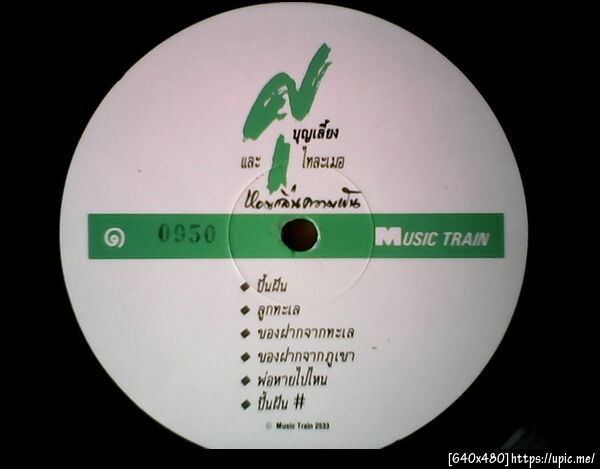 สุ
บุญเลี้ยง
และ ไทละเมอ
หอมกลิ่นความฝัน
๑ 0950 MUSIC TRAIN
◆ ปั้นฝัน
◆ ลูกทะเล
◆ ของฝากจากทะเล
◆ ของฝากจากภูเขา
◆ พ่อหายไปไหน
◆ ปั้นฝัน #
© Music Train 2533
[640x480]https://upic.me/